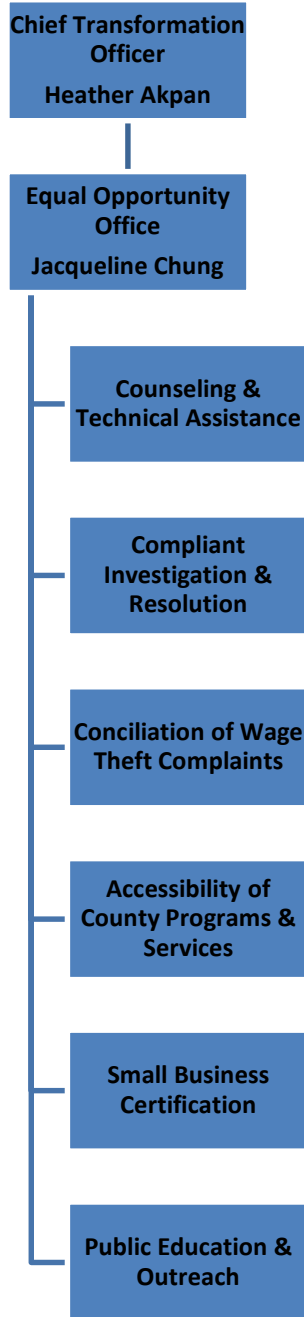 Chief Transformation
Officer
Heather Akpan
Equal Opportunity
Office
Jacqueline Chung
Counseling &
Technical Assistance
Compliant
Investigation &
Resolution
Conciliation of Wage
Theft Complaints
Accessibility of
County Programs &
Services
Small Business
Certification
Public Education &
Outreach